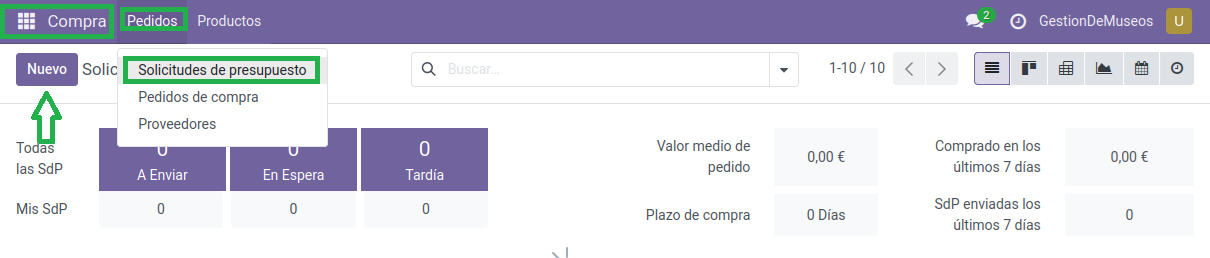 Compra Pedidos Productos 2 GestionDeMuseos U
Nuevo Solic Buscar... 1-10 / 10
Solicitudes de presupuesto
Pedidos de compra
Proveedores
Todas las SdP
0 A Enviar
0 En Espera
0 Tardía
Valor medio de pedido 0,00 €
Comprado en los últimos 7 días 0,00 €
Mis SdP 0 0 0
Plazo de compra 0 Días
SdP enviadas los últimos 7 días 0